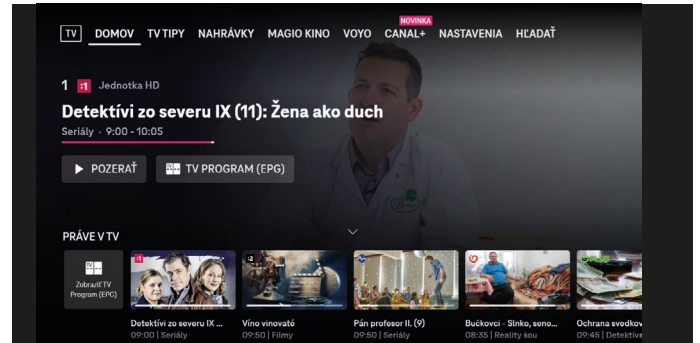 NOVINKA
TV DOMOV TV TIPY NAHRÁVKY MAGIO KINO VOYO CANAL+ NASTAVENIA HĽADAŤ
1 :1 Jednotka HD
Detektívi zo severu IX (11): Žena ako duch
Seriály • 9:00 - 10:05
POZERAŤ TV PROGRAM (EPG)
PRÁVE V TV
:1 :2
Zobraziť TV
Program (EPG)
Detektívi zo severu IX ... Víno vinovaté Pán profesor II. (9) Bučkovci - Slnko, seno... Ochrana svedkov
09:00 | Seriály 09:50 | Filmy 09:50 | Seriály 08:35 | Reality šou 09:45 | Detektív